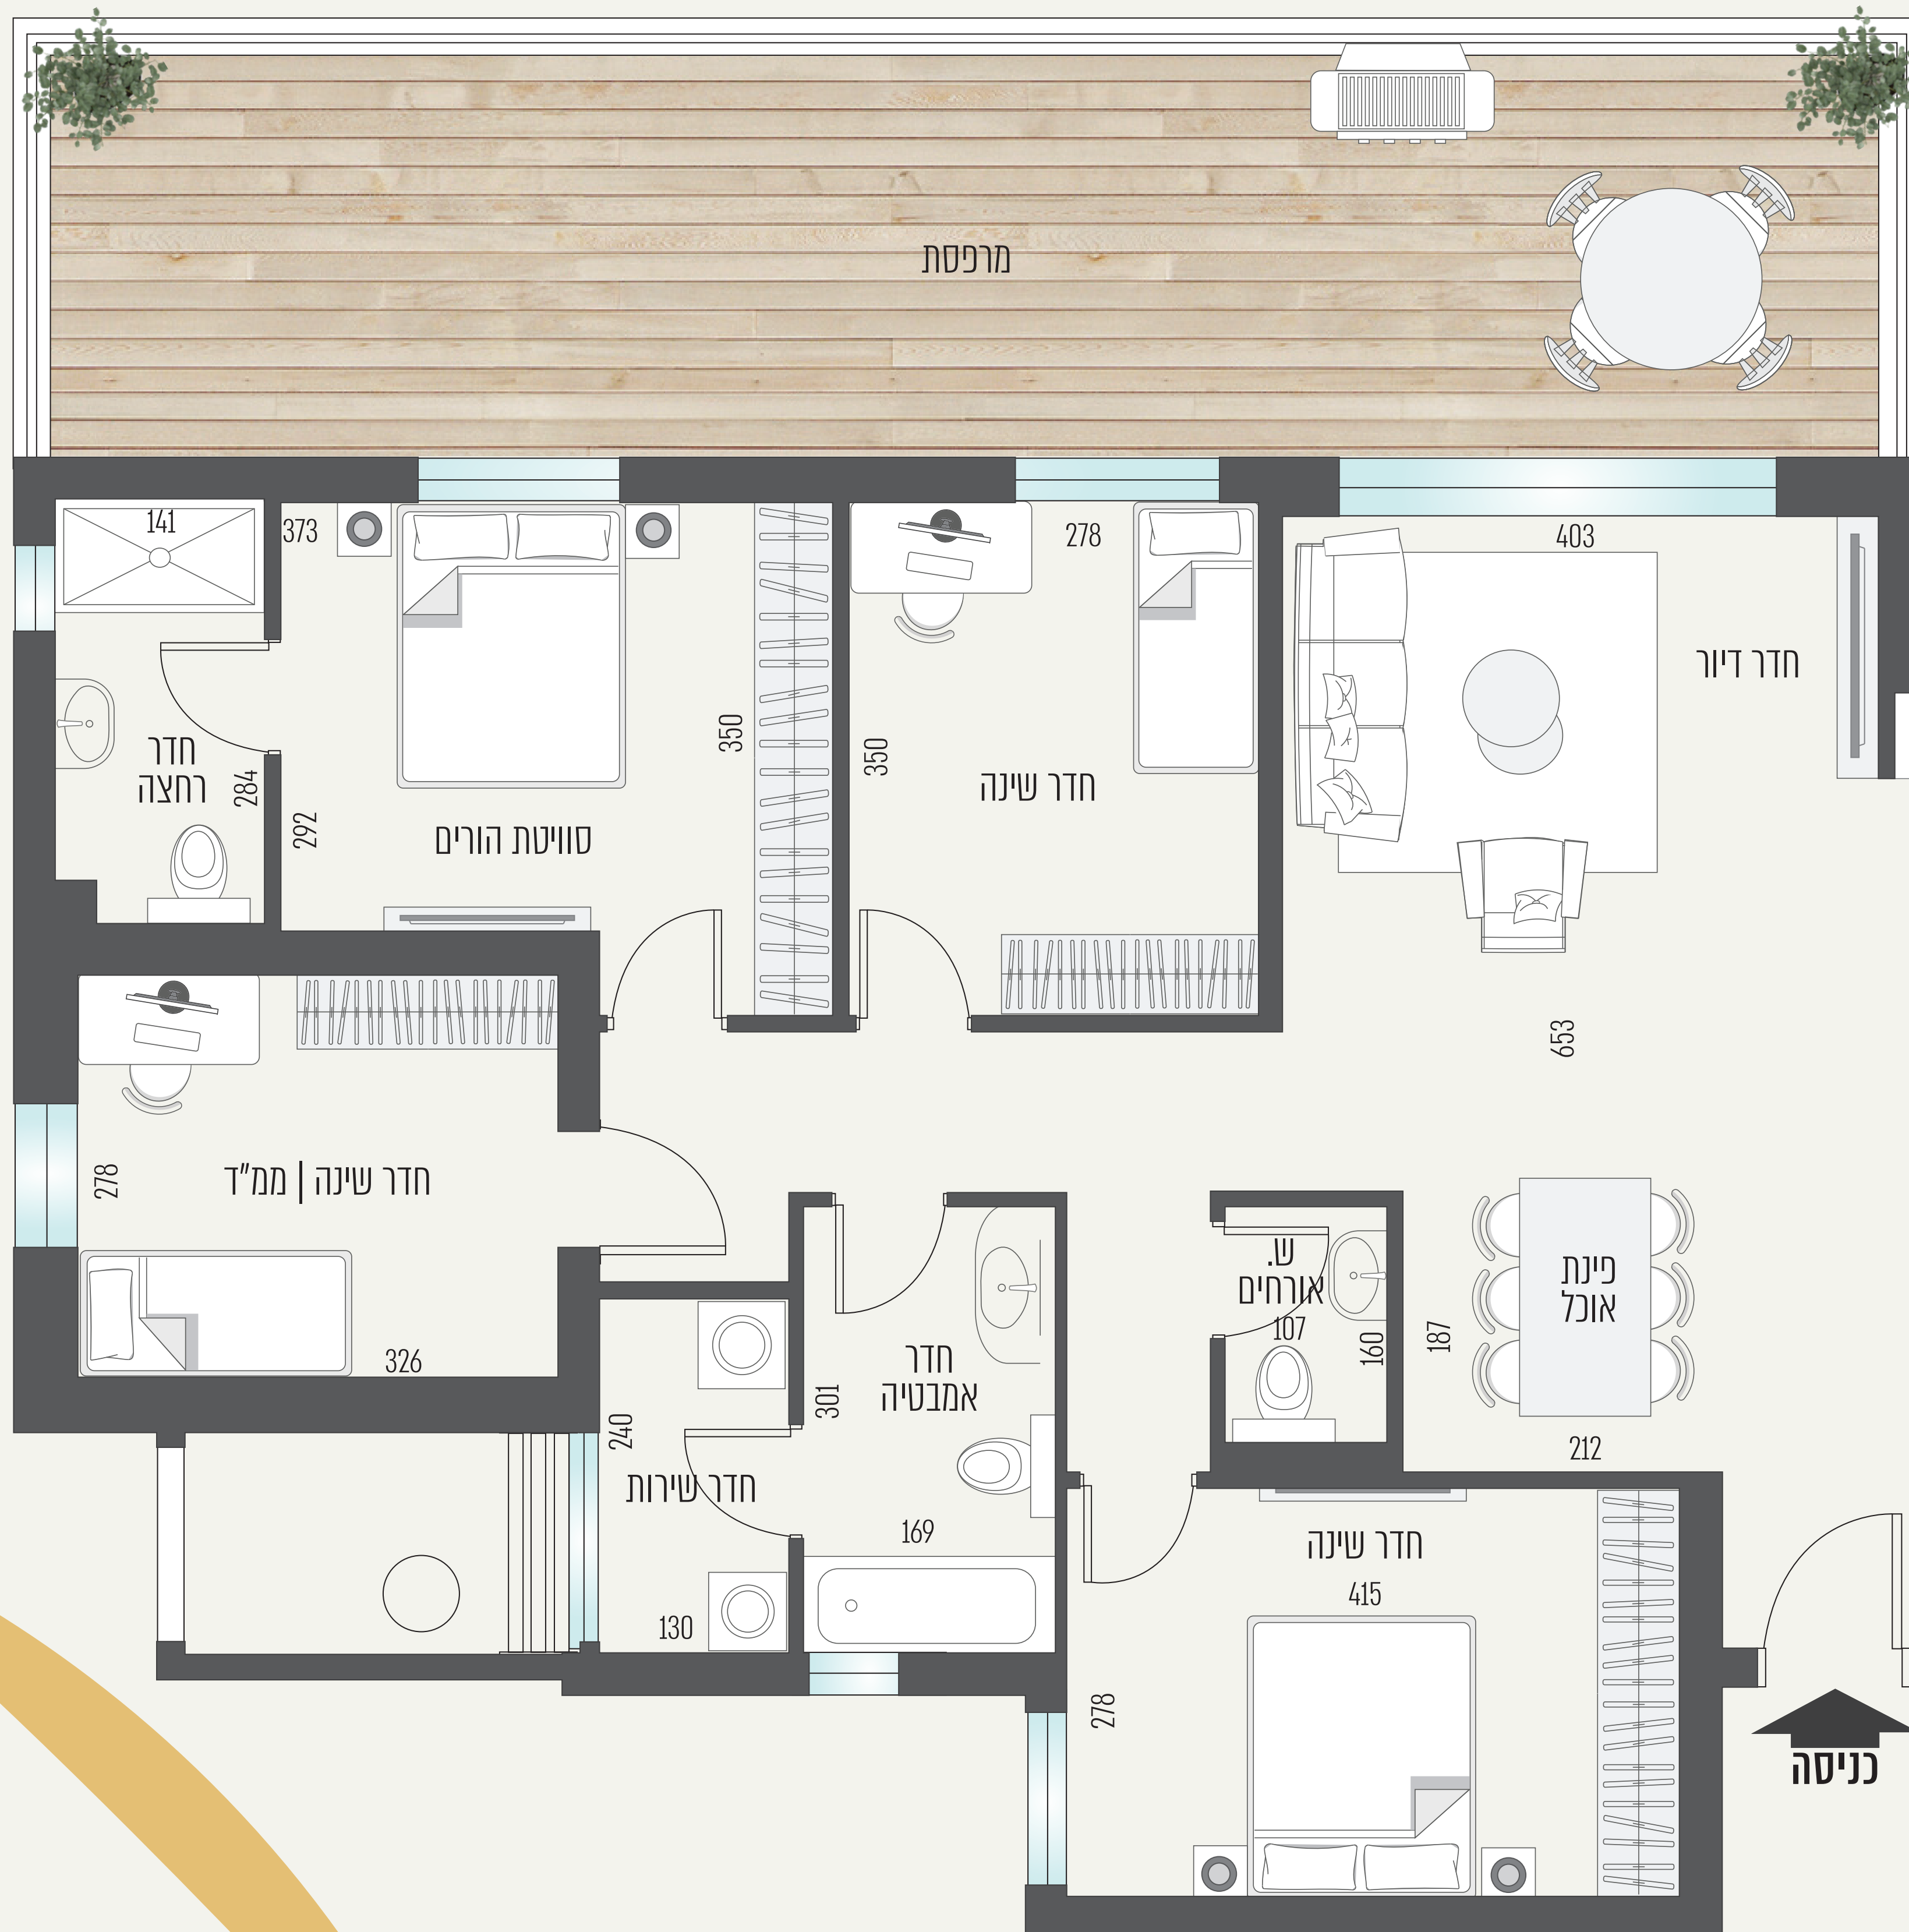 מרפסת
141
373
278
403
חדר דיור
חדר
רחצה
284
292
350
סוויטת הורים
350
חדר שינה
653
278
חדר שינה | ממ"ד
326
ש.
אורחים
107
160
187
פינת
אוכל
212
240
301
חדר
אמבטיה
חדר שירות
169
130
חדר שינה
415
278
כניסה